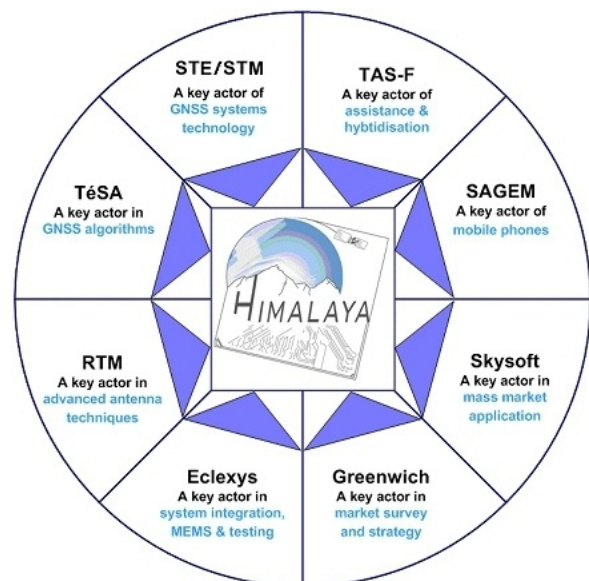 STE/STM
A key actor of
GNSS systems
technology
TAS-F
A key actor of
assistance &
hybtidisation
SAGEM
A key actor of
mobile phones
Skysoft
A key actor in
mass market
application
Greenwich
A key actor in
market survey
and strategy
Eclexys
A key actor in
system integration,
MEMS & testing
RTM
A key actor in
advanced antenna
techniques
TéSA
A key actor in
GNSS algorithms
HIMALAYA